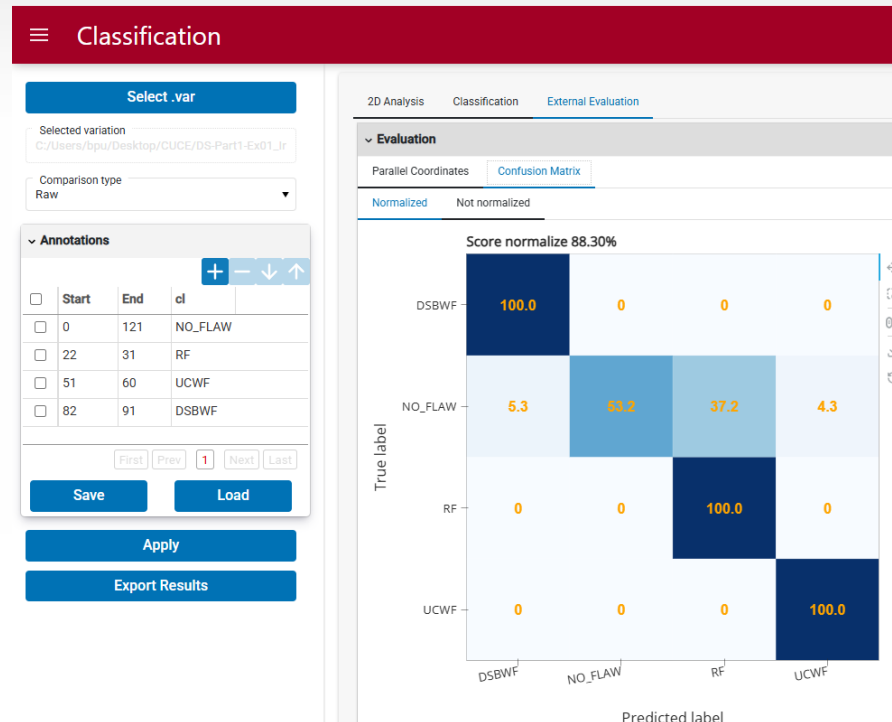 Classification
Select .var
Selected variation
C:/Users/bpu/Desktop/CUCE/DS-Part1-Ex01_Ir
Comparison type
Raw
Annotations
Start End cl
0 121 NO_FLAW
22 31 RF
51 60 UCWF
82 91 DSBWF
First Prev 1 Next Last
Save Load
Apply
Export Results
2D Analysis Classification External Evaluation
Evaluation
Parallel Coordinates Confusion Matrix
Normalized Not normalized
Score normalize 88.30%
DSBWF 100.0 0 0 0
NO_FLAW 5.3 53.2 37.2 4.3
RF 0 0 100.0 0
UCWF 0 0 0 100.0
True label
DSBWF NO_FLAW RF UCWF
Predicted label